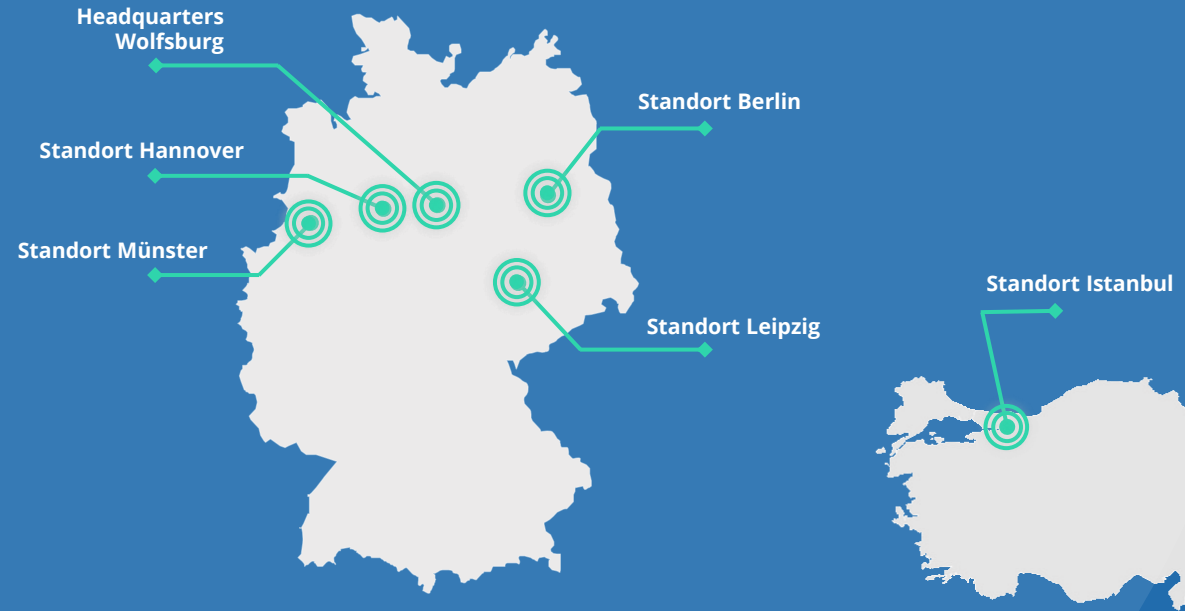 Headquarters
Wolfsburg
Standort Berlin
Standort Hannover
Standort Münster
Standort Istanbul
Standort Leipzig